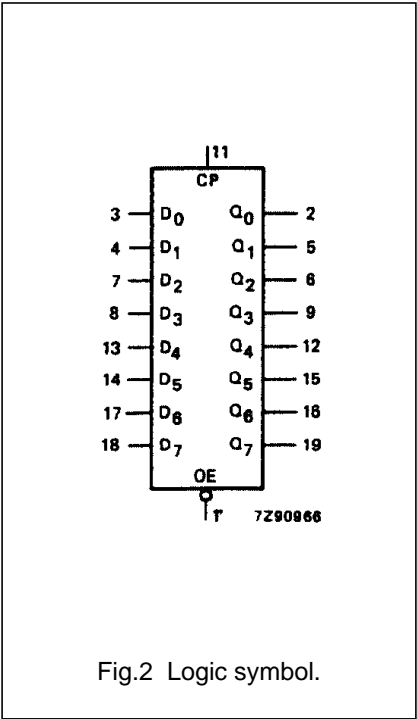 11
CP
3 D0 Q0 2
4 D1 Q1 5
7 D2 Q2 6
8 D3 Q3 9
13 D4 Q4 12
14 D5 Q5 15
17 D6 Q6 16
18 D7 Q7 19
OE
1 7Z90966
Fig.2 Logic symbol.